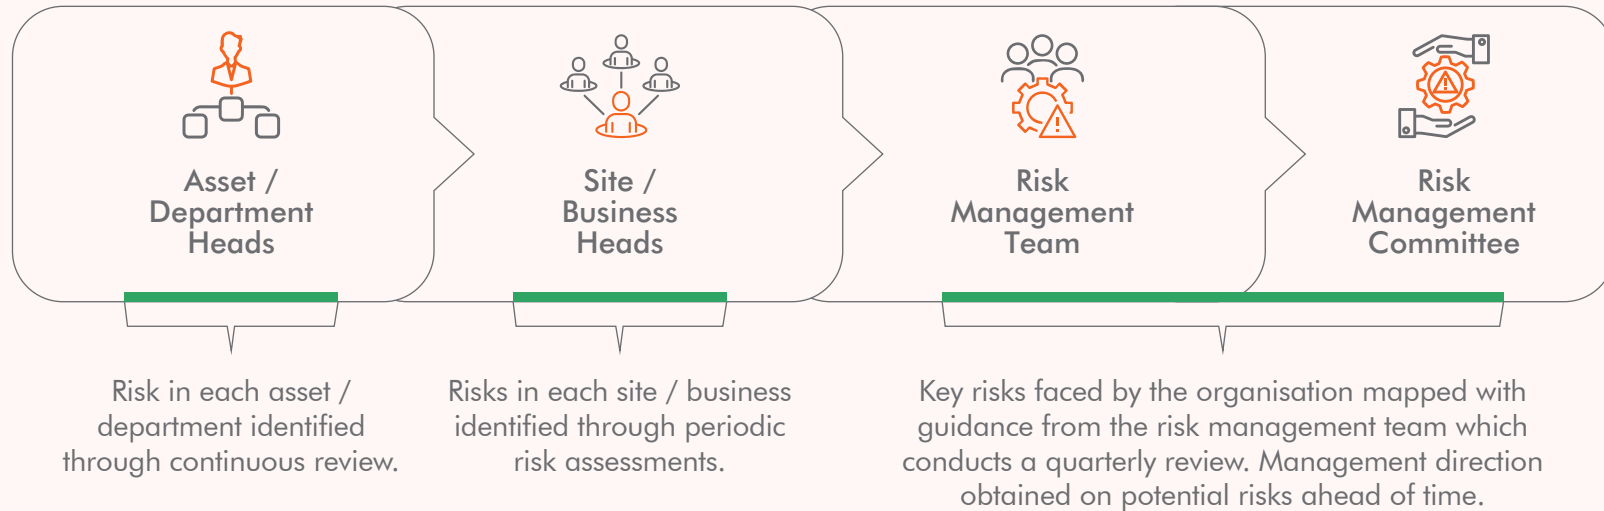 Asset /
Department
Heads
Site /
Business
Heads
Risk
Management
Team
Risk
Management
Committee
Risk in each asset /
department identified
through continuous review.
Risks in each site / business
identified through periodic
risk assessments.
Key risks faced by the organisation mapped with
guidance from the risk management team which
conducts a quarterly review. Management direction
obtained on potential risks ahead of time.